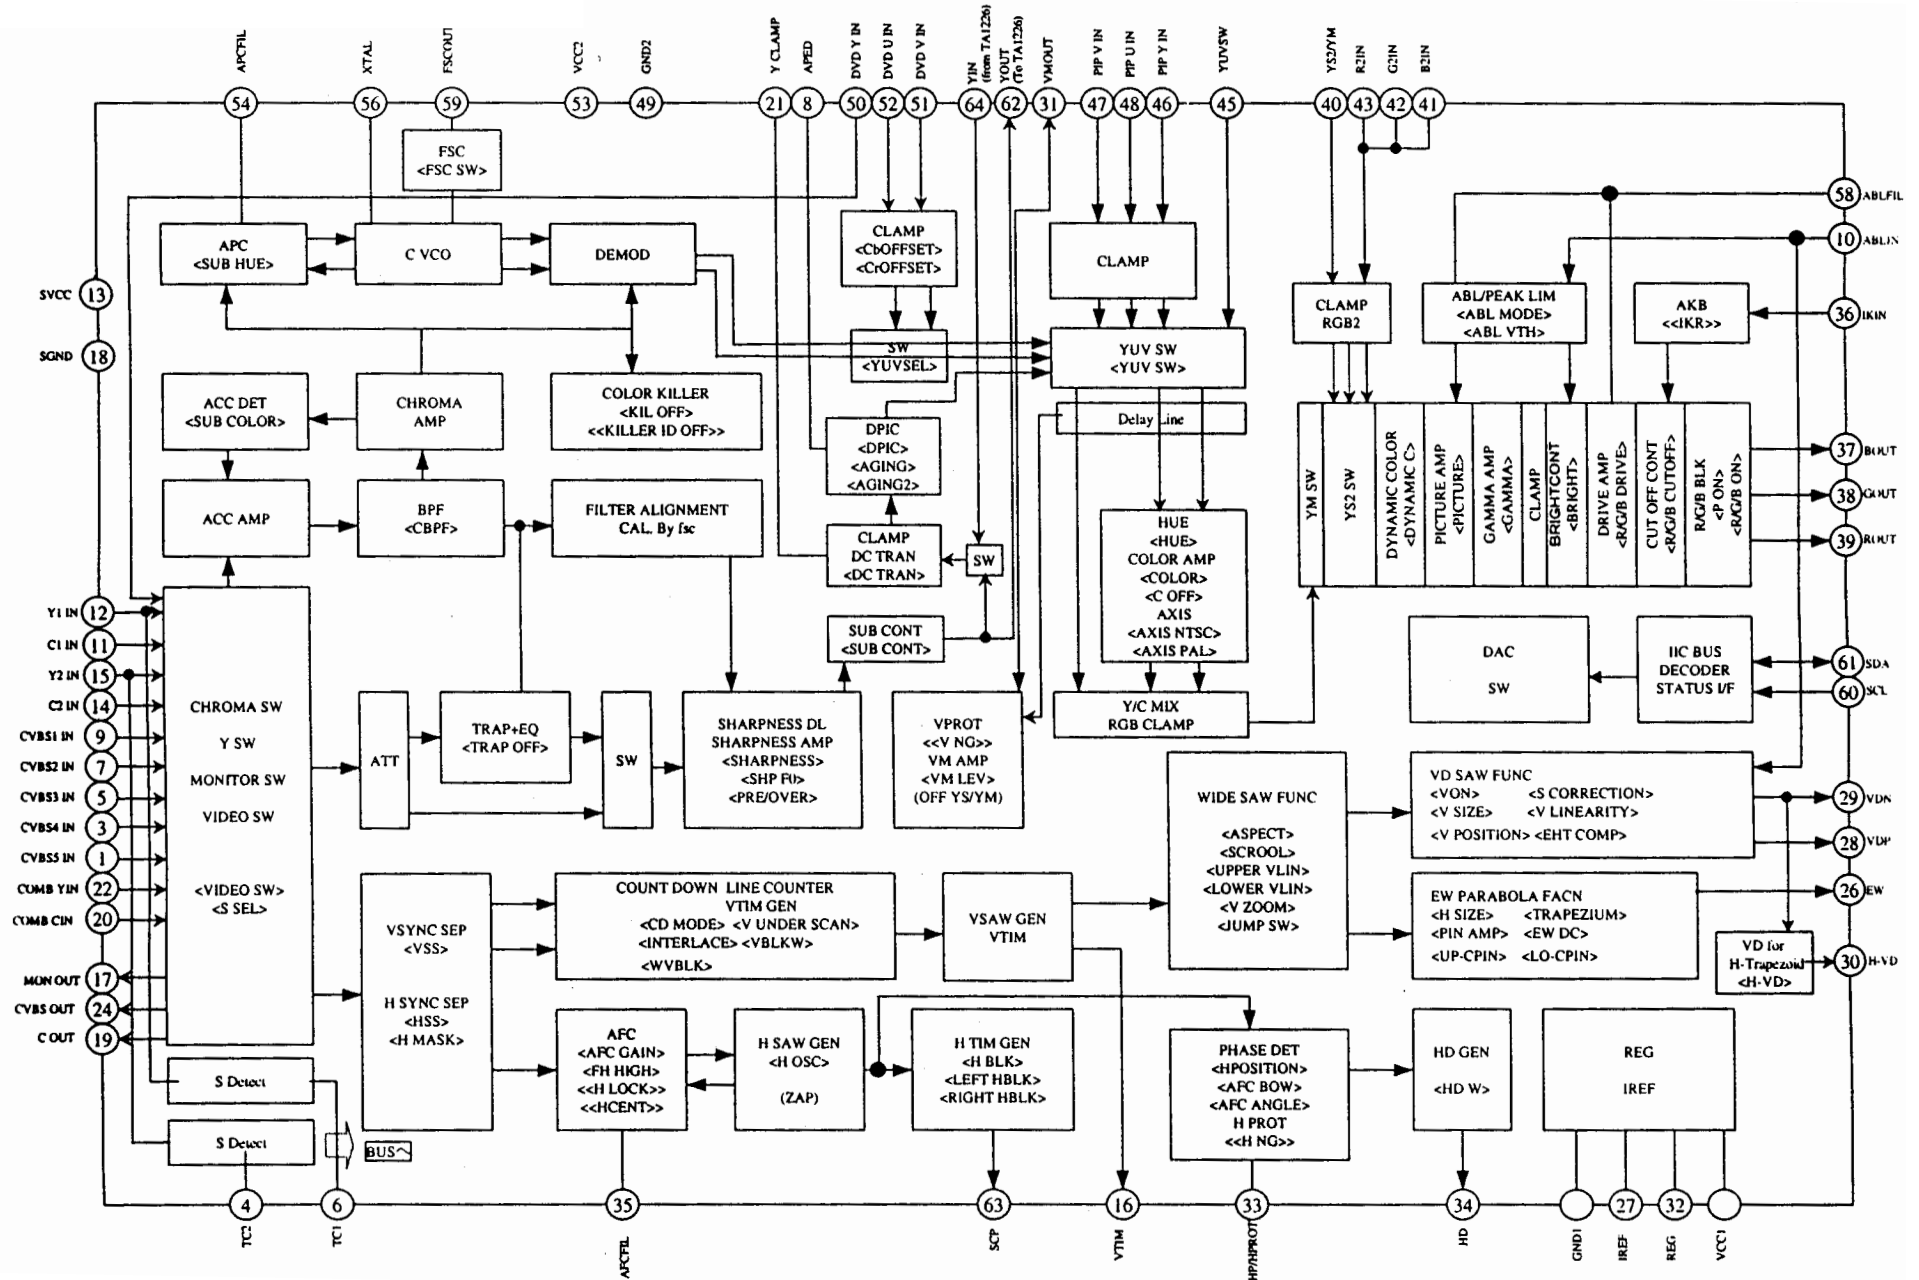 APCFIL
XTAL
FSCOUT
VCC2
GND2
Y CLAMP
APED
DVD Y IN
DVD U IN
DVD V IN
YIN
(from TA1226)
YOUT
(To TA1226)
VMOUT
PIP V IN
PIP U IN
PIP Y IN
YUVSW
YS2/YM
R2IN
G2IN
B2IN
54
56
59
53
49
21
8
50
52
51
64
62
31
47
48
46
45
40
43
42
41
FSC
<FSC SW>
58 ABLFIL
10 ABLIN
APC
<SUB HUE>
C VCO
DEMOD
CLAMP
<CbOFFSET>
<CrOFFSET>
CLAMP
SVCC 13
CLAMP
RGB2
ABL/PEAK LIM
<ABL MODE>
<ABL VTH>
AKB
<<IKR>>
36 IKIN
SGND 18
SW
<YUVSEL>
YUV SW
<YUV SW>
ACC DET
<SUB COLOR>
CHROMA
AMP
COLOR KILLER
<KIL OFF>
<<KILLER ID OFF>>
DPIC
<DPIC>
<AGING>
<AGING2>
Delay Line
YM SW
YS2 SW
DYNAMIC COLOR
<DYNAMIC C>
PICTURE AMP
<PICTURE>
GAMMA AMP
<GAMMA>
CLAMP
BRIGHTCONT
<BRIGHT>
DRIVE AMP
<R/G/B DRIVE>
CUT OFF CONT
<R/G/B CUTOFF>
R/G/B BLK
<P ON>
<R/G/B ON>
37 BOUT
38 GOUT
39 ROUT
ACC AMP
BPF
<CBPF>
FILTER ALIGNMENT
CAL. By fsc
CLAMP
DC TRAN
<DC TRAN>
SW
HUE
<HUE>
COLOR AMP
<COLOR>
<C OFF>
AXIS
<AXIS NTSC>
<AXIS PAL>
Y1 IN 12
C1 IN 11
Y2 IN 15
C2 IN 14
CVBS1 IN 9
CVBS2 IN 7
CVBS3 IN 5
CVBS4 IN 3
CVBS5 IN 1
COMB YIN 22
COMB CIN 20
MON OUT 17
CVBS OUT 24
C OUT 19
CHROMA SW
Y SW
MONITOR SW
VIDEO SW
<VIDEO SW>
<S SEL>
SUB CONT
<SUB CONT>
DAC
SW
IIC BUS
DECODER
STATUS I/F
61 SDA
60 SCL
ATT
TRAP+EQ
<TRAP OFF>
SW
SHARPNESS DL
SHARPNESS AMP
<SHARPNESS>
<SHP F0>
<PRE/OVER>
VPROT
<<V NG>>
VM AMP
<VM LEV>
(OFF YS/YM)
Y/C MIX
RGB CLAMP
WIDE SAW FUNC
<ASPECT>
<SCROOL>
<UPPER VLIN>
<LOWER VLIN>
<V ZOOM>
<JUMP SW>
VD SAW FUNC
<VON> <S CORRECTION>
<V SIZE> <V LINEARITY>
<V POSITION> <EHT COMP>
29 VDN
28 VDP
VSYNC SEP
<VSS>
H SYNC SEP
<HSS>
<H MASK>
COUNT DOWN LINE COUNTER
VTIM GEN
<CD MODE> <V UNDER SCAN>
<INTERLACE> <VBLKW>
<WVBLK>
VSAW GEN
VTIM
EW PARABOLA FACN
<H SIZE> <TRAPEZIUM>
<PIN AMP> <EW DC>
<UP-CPIN> <LO-CPIN>
26 EW
VD for
H-Trapezoid
<H-VD>
30 H-VD
AFC
<AFC GAIN>
<FH HIGH>
<<H LOCK>>
<<HCENT>>
H SAW GEN
<H OSC>
(ZAP)
H TIM GEN
<H BLK>
<LEFT HBLK>
<RIGHT HBLK>
PHASE DET
<HPOSITION>
<AFC BOW>
<AFC ANGLE>
H PROT
<<H NG>>
HD GEN
<HD W>
REG
IREF
S Detect
S Detect
BUS
4
6
35
63
16
33
34
27
32
TC2
TC1
AFCFIL
SCP
VTIM
HP/HPROT
HD
GND1
IREF
REG
VCC1